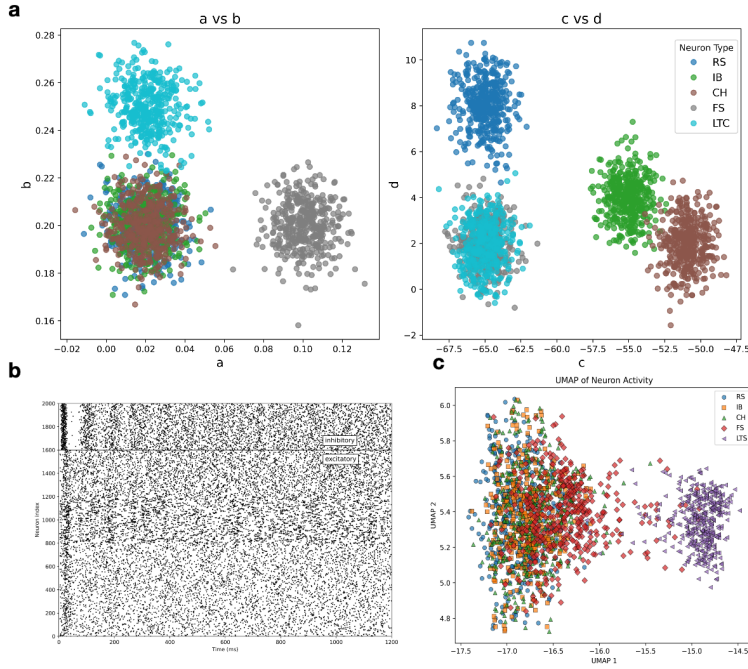 a
a vs b
0.28
0.26
0.24
0.22
0.20
0.18
0.16
b
−0.02 0.00 0.02 0.04 0.06 0.08 0.10 0.12
a
c vs d
10
8
6
4
2
0
−2
d
−67.5 −65.0 −62.5 −60.0 −57.5 −55.0 −52.5 −50.0 −47.5
c
Neuron Type
RS
IB
CH
FS
LTC
b
2000
1800
1600
1400
1200
1000
800
600
400
200
0
Neuron Index
inhibitory
excitatory
0 200 400 600 800 1000 1200
Time (ms)
c
UMAP of Neuron Activity
6.0
5.8
5.6
5.4
5.2
5.0
4.8
UMAP 2
RS
IB
CH
FS
LTS
−17.5 −17.0 −16.5 −16.0 −15.5 −15.0 −14.5
UMAP 1